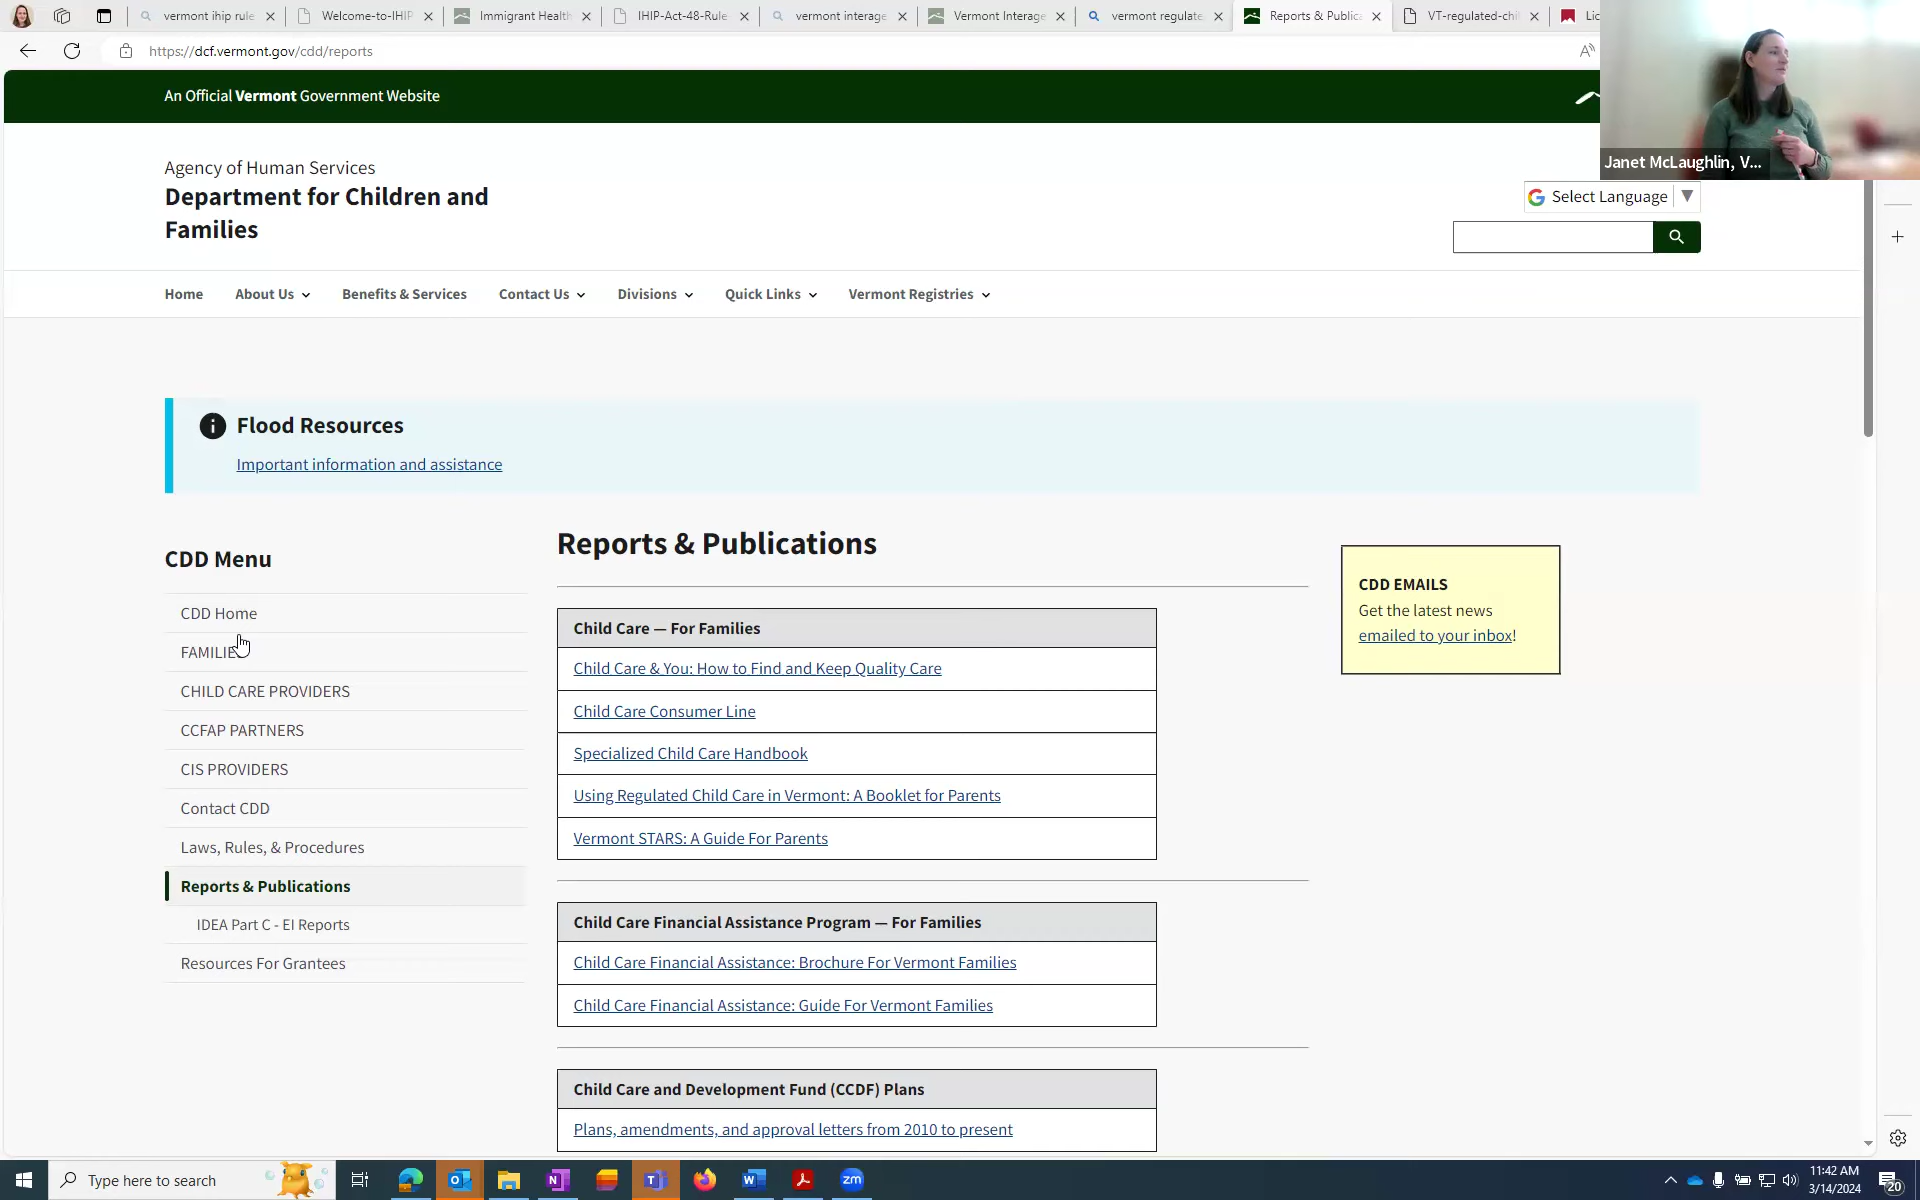 vermont ihip rule
Welcome-to-IHIP
Immigrant Health
IHIP-Act-48-Rule
vermont interage
Vermont Interage
vermont regulate
Reports & Publica
VT-regulated-chi
Lic
https://dcf.vermont.gov/cdd/reports
An Official Vermont Government Website
Janet McLaughlin, V...
Agency of Human Services
Department for Children and
Families
Select Language
Home
About Us
Benefits & Services
Contact Us
Divisions
Quick Links
Vermont Registries
Flood Resources
Important information and assistance
CDD Menu
CDD Home
FAMILIE
CHILD CARE PROVIDERS
CCFAP PARTNERS
CIS PROVIDERS
Contact CDD
Laws, Rules, & Procedures
Reports & Publications
IDEA Part C - EI Reports
Resources For Grantees
Reports & Publications
Child Care — For Families
Child Care & You: How to Find and Keep Quality Care
Child Care Consumer Line
Specialized Child Care Handbook
Using Regulated Child Care in Vermont: A Booklet for Parents
Vermont STARS: A Guide For Parents
Child Care Financial Assistance Program — For Families
Child Care Financial Assistance: Brochure For Vermont Families
Child Care Financial Assistance: Guide For Vermont Families
Child Care and Development Fund (CCDF) Plans
Plans, amendments, and approval letters from 2010 to present
CDD EMAILS
Get the latest news
emailed to your inbox!
Type here to search
zm
11:42 AM
3/14/2024
20